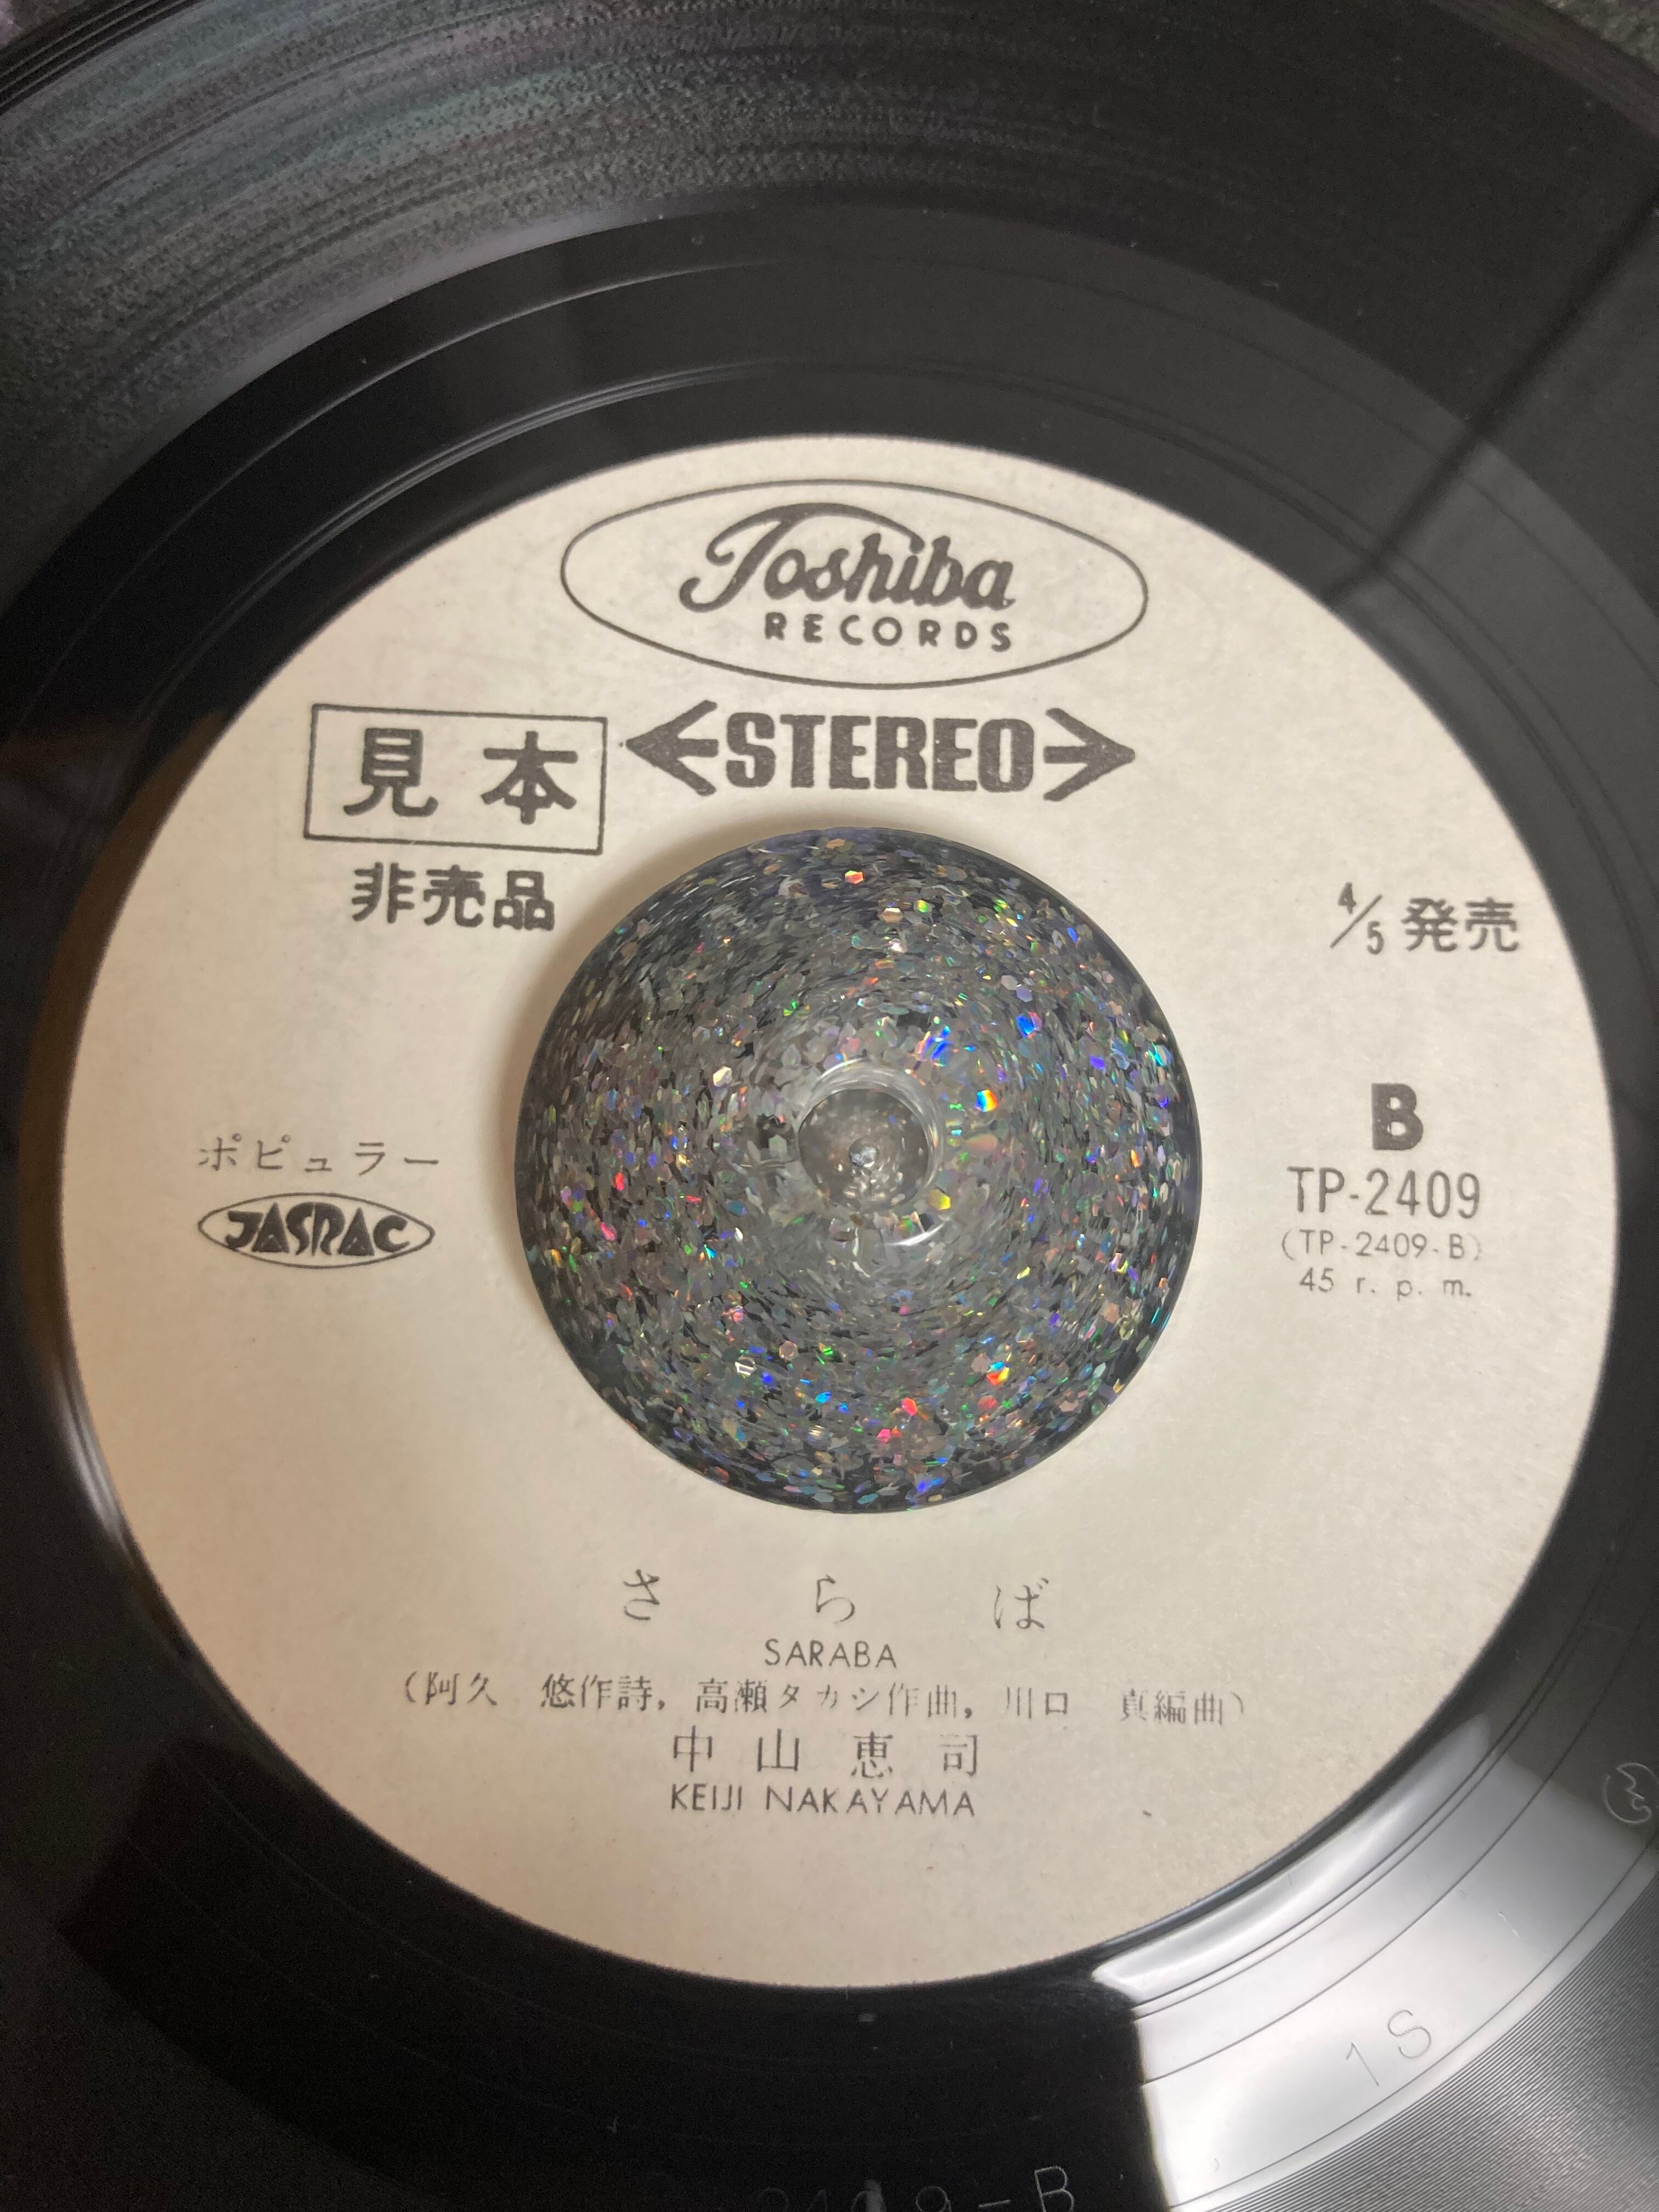 Toshiba
RECORDS
見本
STEREO
非売品
4/5 発売
B
TP-2409
(TP-2409-B)
45 r. p. m.
ポピュラー
JASRAC
さらば
SARABA
(阿久 悠作詩, 高瀬タカシ作曲, 川口 真編曲)
中山恵司
KEIJI NAKAYAMA
1S
2409-B